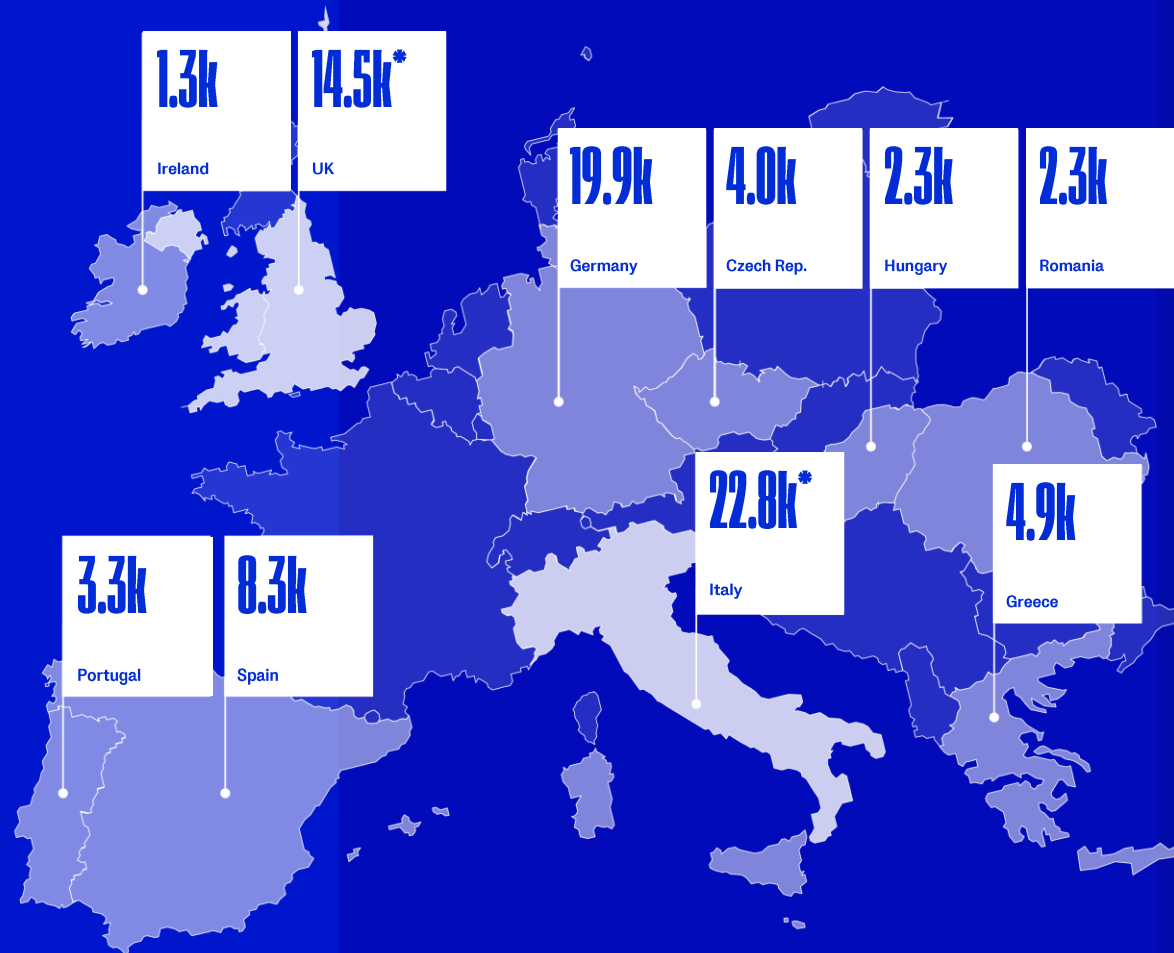 1.3k
Ireland
14.5k*
UK
19.9k
Germany
4.0k
Czech Rep.
2.3k
Hungary
2.3k
Romania
22.8k*
Italy
4.9k
Greece
3.3k
Portugal
8.3k
Spain